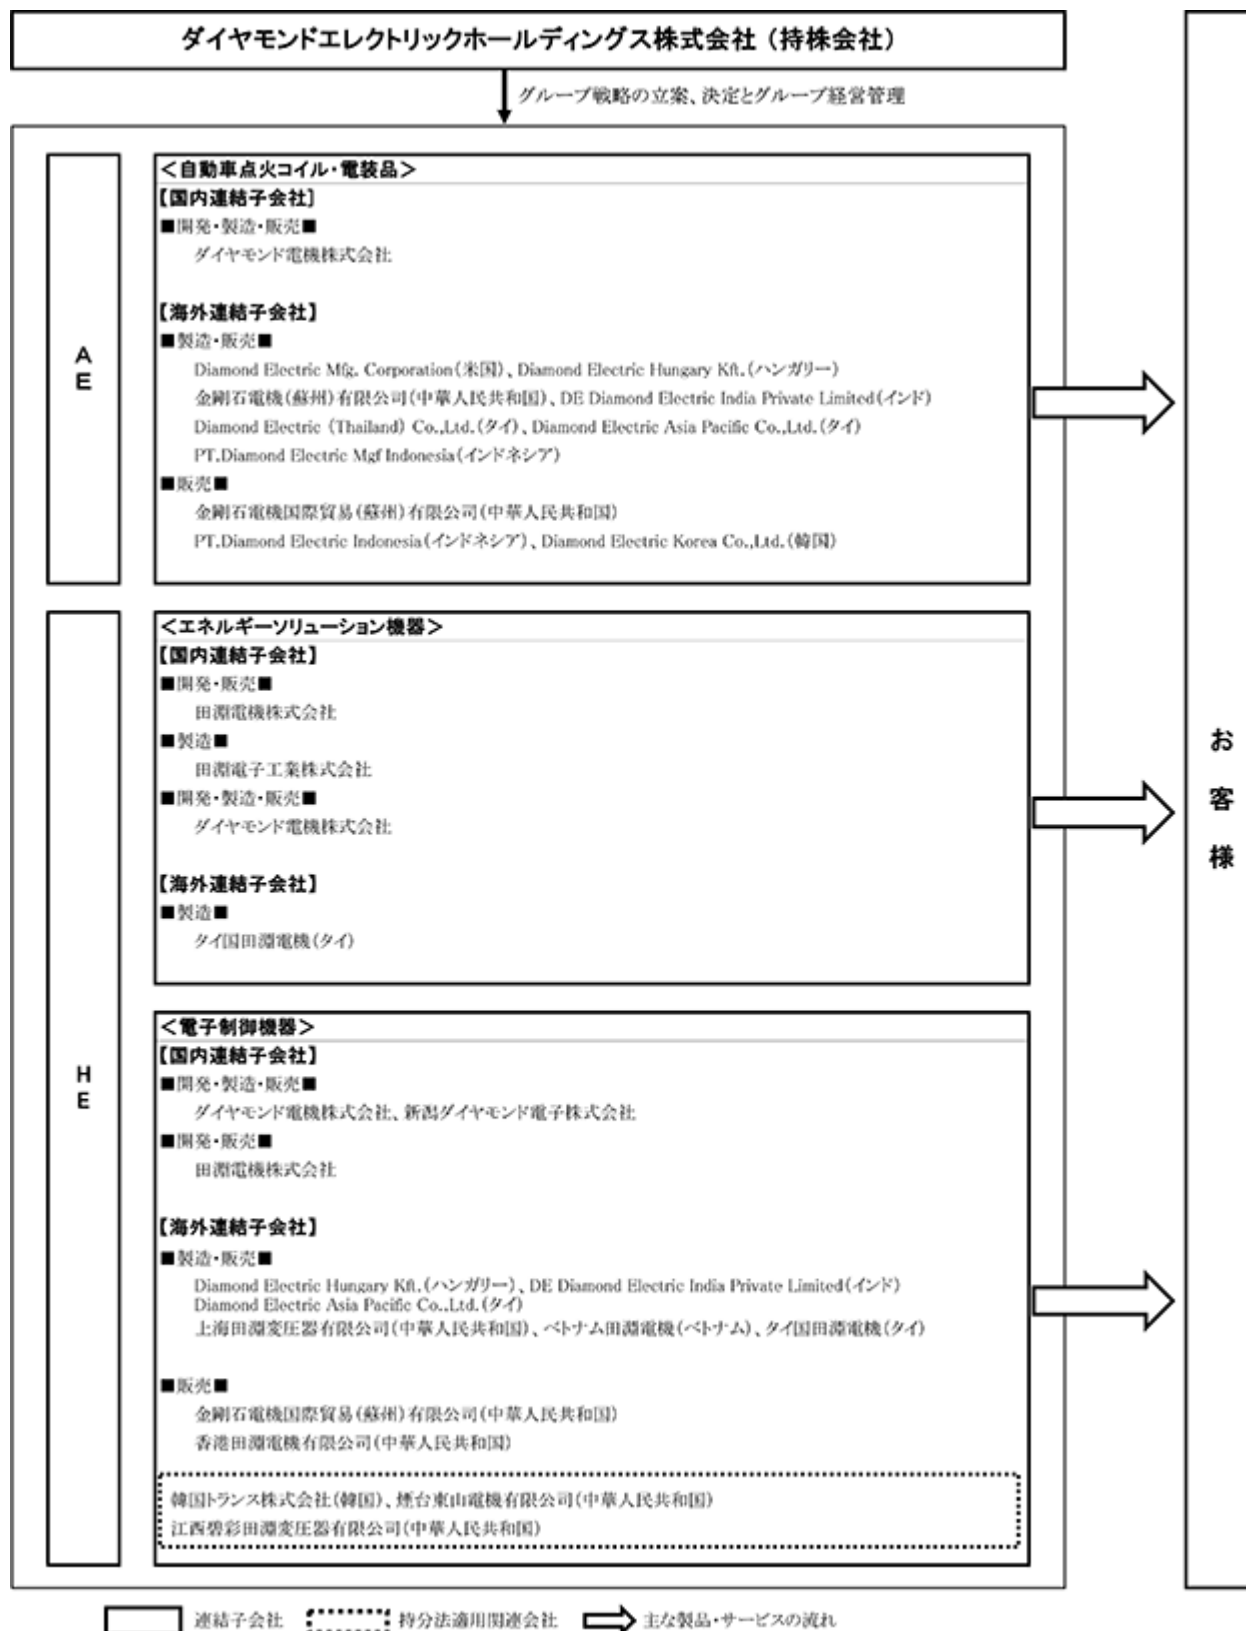 ダイヤモンドエレクトリックホールディングス株式会社（持株会社）
グループ戦略の立案、決定とグループ経営管理
AE
＜自動車点火コイル・電装品＞
【国内連結子会社】
■開発・製造・販売■
ダイヤモンド電機株式会社
【海外連結子会社】
■製造・販売■
Diamond Electric Mfg. Corporation（米国）、Diamond Electric Hungary Kft.（ハンガリー）
金剛石電機（蘇州）有限公司（中華人民共和国）、DE Diamond Electric India Private Limited（インド）
Diamond Electric （Thailand） Co.,Ltd.（タイ）、Diamond Electric Asia Pacific Co.,Ltd.（タイ）
PT.Diamond Electric Mgf Indonesia（インドネシア）
■販売■
金剛石電機国際貿易（蘇州）有限公司（中華人民共和国）
PT.Diamond Electric Indonesia（インドネシア）、Diamond Electric Korea Co.,Ltd.（韓国）
HE
＜エネルギーソリューション機器＞
【国内連結子会社】
■開発・販売■
田淵電機株式会社
■製造■
田淵電子工業株式会社
■開発・製造・販売■
ダイヤモンド電機株式会社
【海外連結子会社】
■製造■
タイ国田淵電機（タイ）
＜電子制御機器＞
【国内連結子会社】
■開発・製造・販売■
ダイヤモンド電機株式会社、新潟ダイヤモンド電子株式会社
■開発・販売■
田淵電機株式会社
【海外連結子会社】
■製造・販売■
Diamond Electric Hungary Kft.（ハンガリー）、DE Diamond Electric India Private Limited（インド）
Diamond Electric Asia Pacific Co.,Ltd.（タイ）
上海田淵変圧器有限公司（中華人民共和国）、ベトナム田淵電機（ベトナム）、タイ国田淵電機（タイ）
■販売■
金剛石電機国際貿易（蘇州）有限公司（中華人民共和国）
香港田淵電機有限公司（中華人民共和国）
韓国トランス株式会社（韓国）、煙台東山電機有限公司（中華人民共和国）
江西碧彩田淵変圧器有限公司（中華人民共和国）
お客様
連結子会社 持分法適用関連会社 主な製品・サービスの流れ